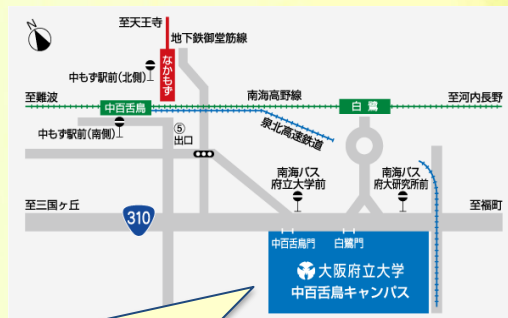 至天王寺
地下鉄御堂筋線
なかもず
中もず駅前(北側)
至難波
中百舌鳥
南海高野線
白鷺
至河内長野
中もず駅前(南側)
⑤
出口
泉北高速鉄道
南海バス
府立大学前
南海バス
府大研究所前
至三国ヶ丘
310
至福町
中百舌鳥門
白鷺門
大阪府立大学
中百舌鳥キャンパス